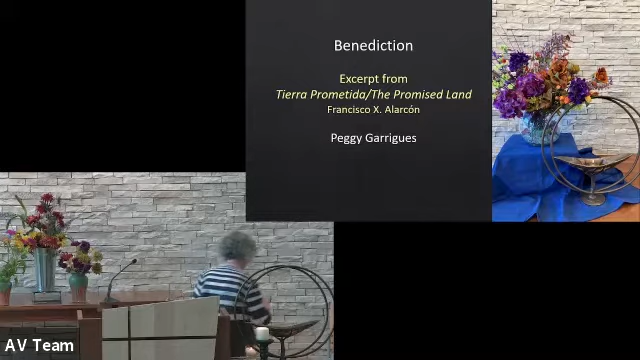 Benediction
Excerpt from
Tierra Prometida/The Promised Land
Francisco X. Alarcón
Peggy Garrigues
AV Team